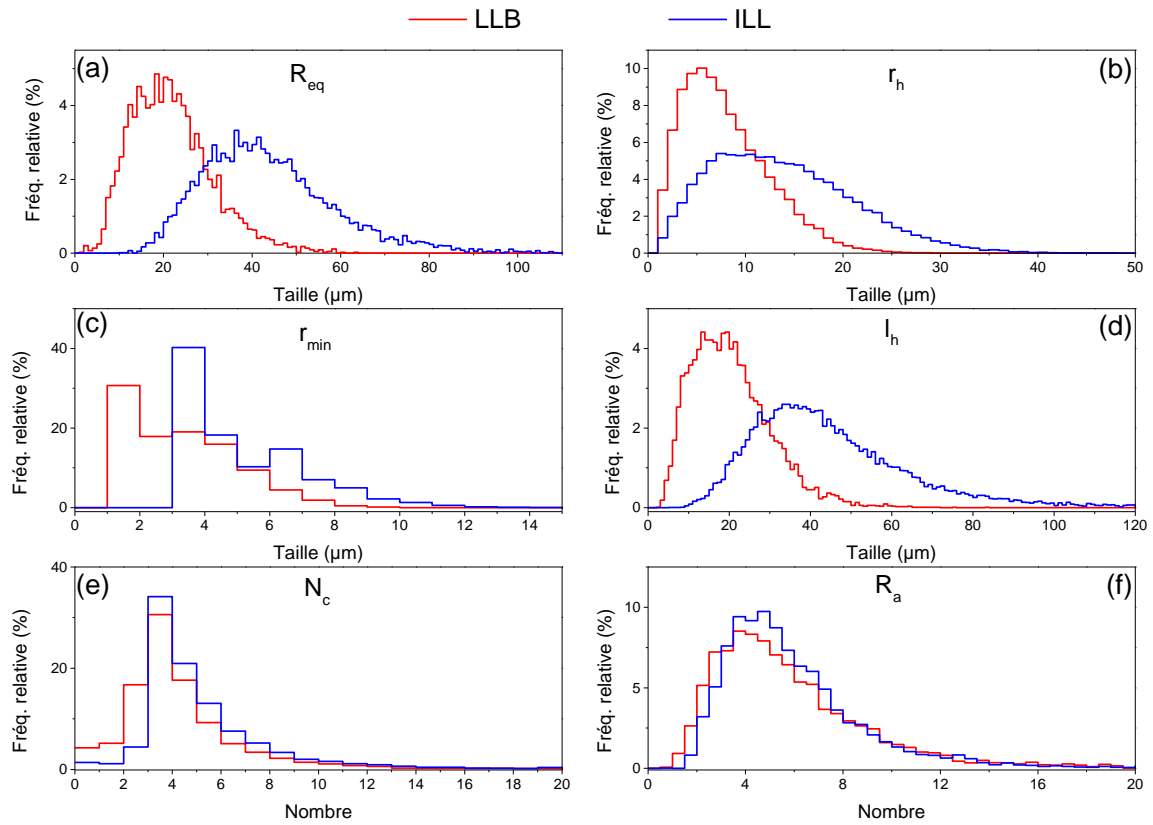 LLB ILL
(a) R_eq
Fréq. relative (%)
0 2 4
0 20 40 60 80 100
Taille (µm)
(b) r_h
Fréq. relative (%)
0 2 4 6 8 10
0 10 20 30 40 50
Taille (µm)
(c) r_min
Fréq. relative (%)
0 20 40
2 4 6 8 10 12 14
Taille (µm)
(d) l_h
Fréq. relative (%)
0 2 4
0 20 40 60 80 100 120
Taille (µm)
(e) N_c
Fréq. relative (%)
0 20 40
0 2 4 6 8 10 12 14 16 18 20
Nombre
(f) R_a
Fréq. relative (%)
0 5 10
0 4 8 12 16 20
Nombre